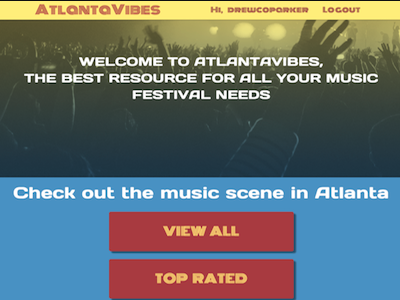 AtlantaVibes Hi, drewcoparker Logout
WELCOME TO ATLANTAVIBES,
THE BEST RESOURCE FOR ALL YOUR MUSIC
FESTIVAL NEEDS
Check out the music scene in Atlanta
VIEW ALL
TOP RATED